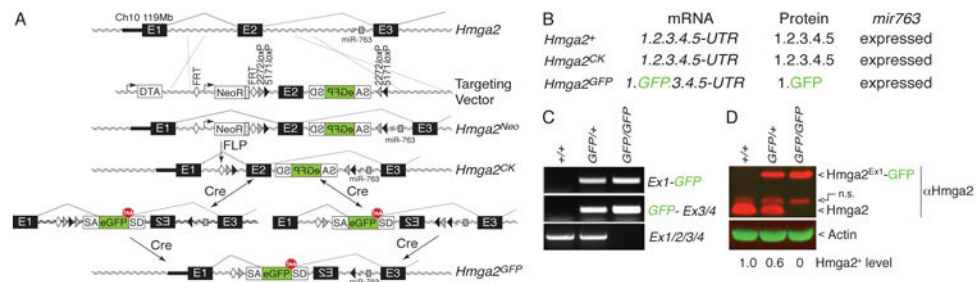 A
Ch10 119Mb
E1 E2 E3 Hmga2
miR-763
FRT FRT 2272loxP 5171loxP 2272loxP 5171loxP
DTA NeoR E2 SD eGFP SA Targeting Vector
E1 NeoR E2 SD eGFP SA E3 Hmga2Neo
miR-763
FLP
E1 E2 SD eGFP SA E3 Hmga2CK
miR-763
Cre Cre
E1 SA eGFP SD E2 E3 E1 SA eGFP SD E2 E3
Cre Cre
E1 SA eGFP SD E2 E3 Hmga2GFP
miR-763
B
mRNA Protein mir763
Hmga2+ 1.2.3.4.5-UTR 1.2.3.4.5 expressed
Hmga2CK 1.2.3.4.5-UTR 1.2.3.4.5 expressed
Hmga2GFP 1.GFP.3.4.5-UTR 1.GFP expressed
C
+/+ GFP/+ GFP/GFP
Ex1-GFP
GFP- Ex3/4
Ex1/2/3/4
D
+/+ GFP/+ GFP/GFP
< Hmga2Ex1-GFP
n.s.
< Hmga2
αHmga2
< Actin
1.0 0.6 0 Hmga2+ level